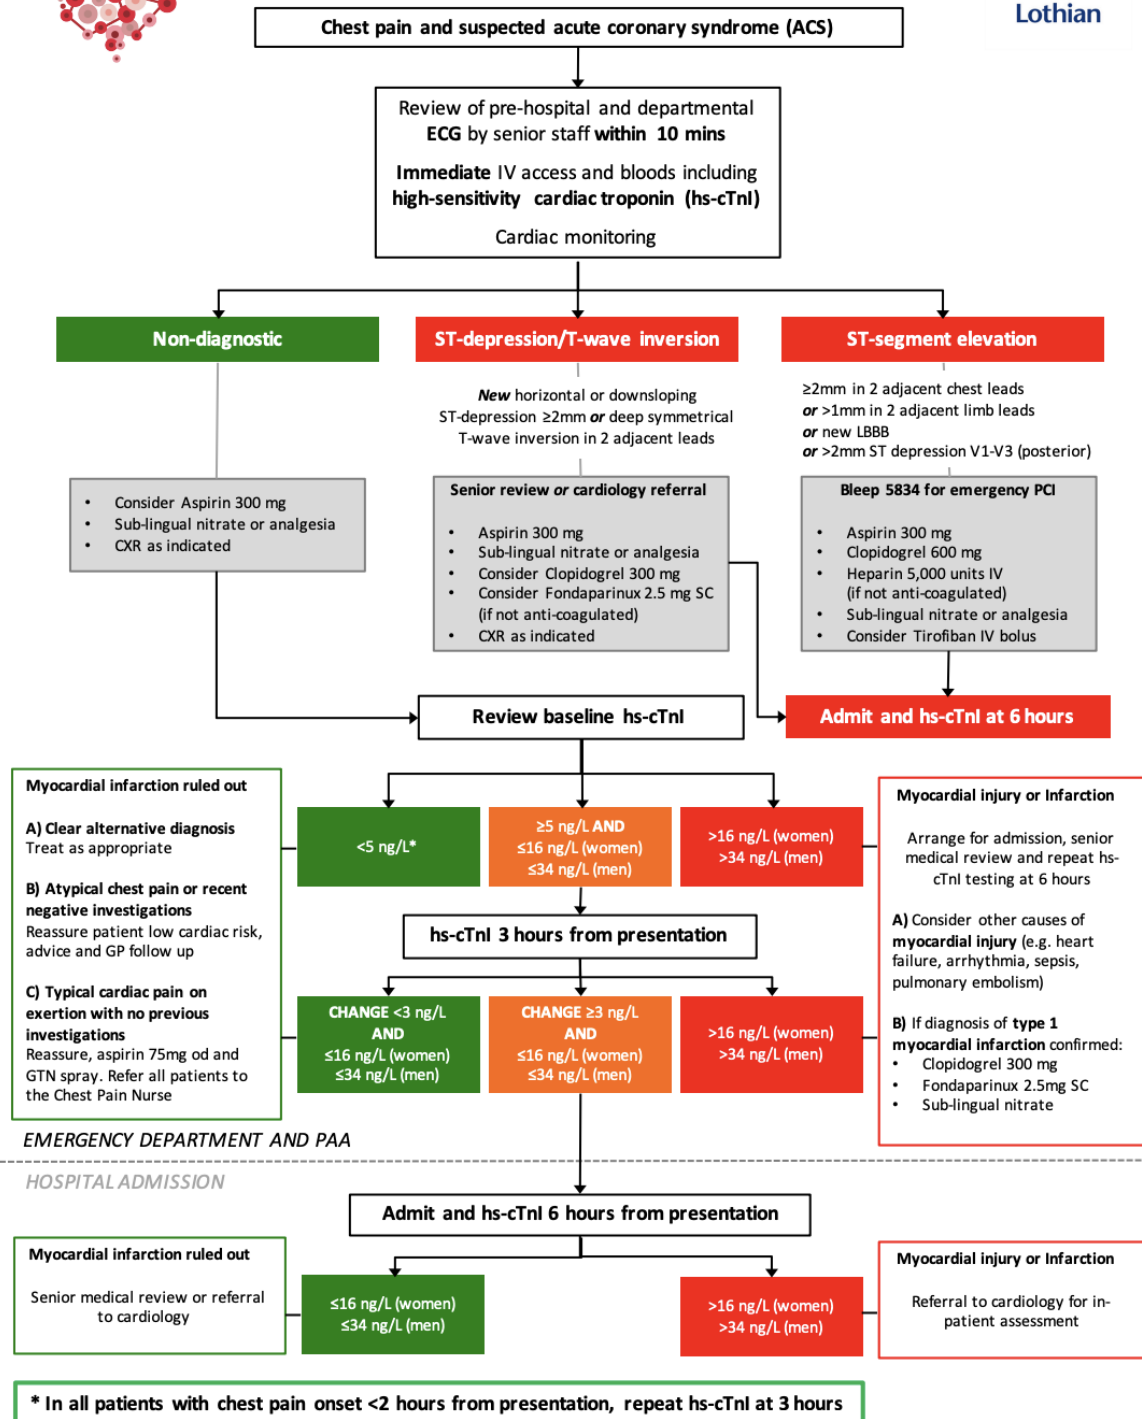 Lothian
Chest pain and suspected acute coronary syndrome (ACS)
Review of pre-hospital and departmental
ECG by senior staff within 10 mins
Immediate IV access and bloods including
high-sensitivity cardiac troponin (hs-cTnI)
Cardiac monitoring
Non-diagnostic
ST-depression/T-wave inversion
ST-segment elevation
New horizontal or downsloping
ST-depression ≥2mm or deep symmetrical
T-wave inversion in 2 adjacent leads
≥2mm in 2 adjacent chest leads
or >1mm in 2 adjacent limb leads
or new LBBB
or >2mm ST depression V1-V3 (posterior)
• Consider Aspirin 300 mg
• Sub-lingual nitrate or analgesia
• CXR as indicated
Senior review or cardiology referral
• Aspirin 300 mg
• Sub-lingual nitrate or analgesia
• Consider Clopidogrel 300 mg
• Consider Fondaparinux 2.5 mg SC
(if not anti-coagulated)
• CXR as indicated
Bleep 5834 for emergency PCI
• Aspirin 300 mg
• Clopidogrel 600 mg
• Heparin 5,000 units IV
(if not anti-coagulated)
• Sub-lingual nitrate or analgesia
• Consider Tirofiban IV bolus
Review baseline hs-cTnI
Admit and hs-cTnI at 6 hours
Myocardial infarction ruled out
A) Clear alternative diagnosis
Treat as appropriate
B) Atypical chest pain or recent
negative investigations
Reassure patient low cardiac risk,
advice and GP follow up
C) Typical cardiac pain on
exertion with no previous
investigations
Reassure, aspirin 75mg od and
GTN spray. Refer all patients to
the Chest Pain Nurse
<5 ng/L*
≥5 ng/L AND
≤16 ng/L (women)
≤34 ng/L (men)
>16 ng/L (women)
>34 ng/L (men)
Myocardial injury or Infarction
Arrange for admission, senior
medical review and repeat hs-
cTnI testing at 6 hours
A) Consider other causes of
myocardial injury (e.g. heart
failure, arrhythmia, sepsis,
pulmonary embolism)
B) If diagnosis of type 1
myocardial infarction confirmed:
• Clopidogrel 300 mg
• Fondaparinux 2.5mg SC
• Sub-lingual nitrate
hs-cTnI 3 hours from presentation
CHANGE <3 ng/L
AND
≤16 ng/L (women)
≤34 ng/L (men)
CHANGE ≥3 ng/L
AND
≤16 ng/L (women)
≤34 ng/L (men)
>16 ng/L (women)
>34 ng/L (men)
EMERGENCY DEPARTMENT AND PAA
HOSPITAL ADMISSION
Admit and hs-cTnI 6 hours from presentation
Myocardial infarction ruled out
Senior medical review or referral
to cardiology
≤16 ng/L (women)
≤34 ng/L (men)
>16 ng/L (women)
>34 ng/L (men)
Myocardial injury or Infarction
Referral to cardiology for in-
patient assessment
* In all patients with chest pain onset <2 hours from presentation, repeat hs-cTnI at 3 hours